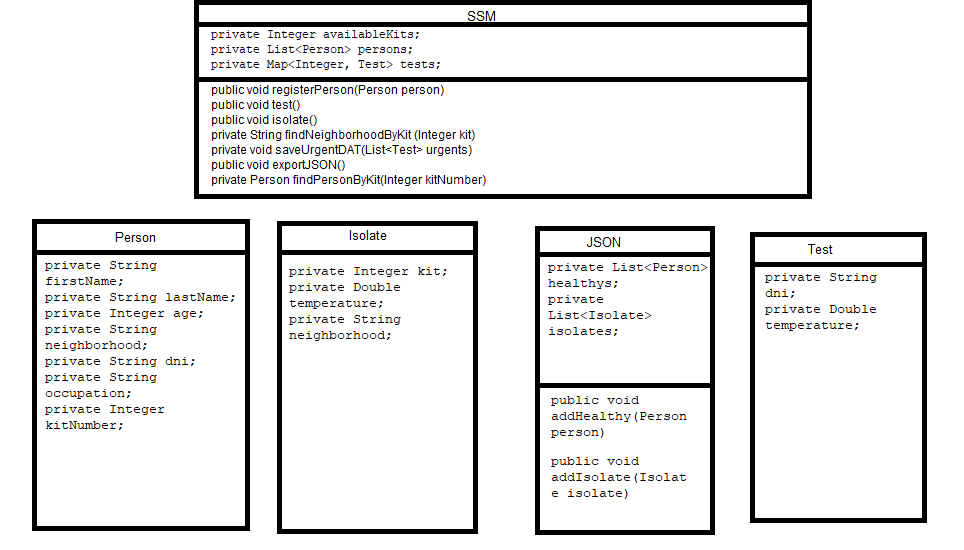 SSM
private Integer availableKits;
private List<Person> persons;
private Map<Integer, Test> tests;
public void registerPerson(Person person)
public void test()
public void isolate()
private String findNeighborhoodByKit (Integer kit)
private void saveUrgentDAT(List<Test> urgents)
public void exportJSON()
private Person findPersonByKit(Integer kitNumber)
Person
private String
firstName;
private String lastName;
private Integer age;
private String
neighborhood;
private String dni;
private String
occupation;
private Integer
kitNumber;
Isolate
private Integer kit;
private Double
temperature;
private String
neighborhood;
JSON
private List<Person>
healthys;
private
List<Isolate>
isolates;
public void
addHealthy(Person
person)
public void
addIsolate(Isolat
e isolate)
Test
private String
dni;
private Double
temperature;